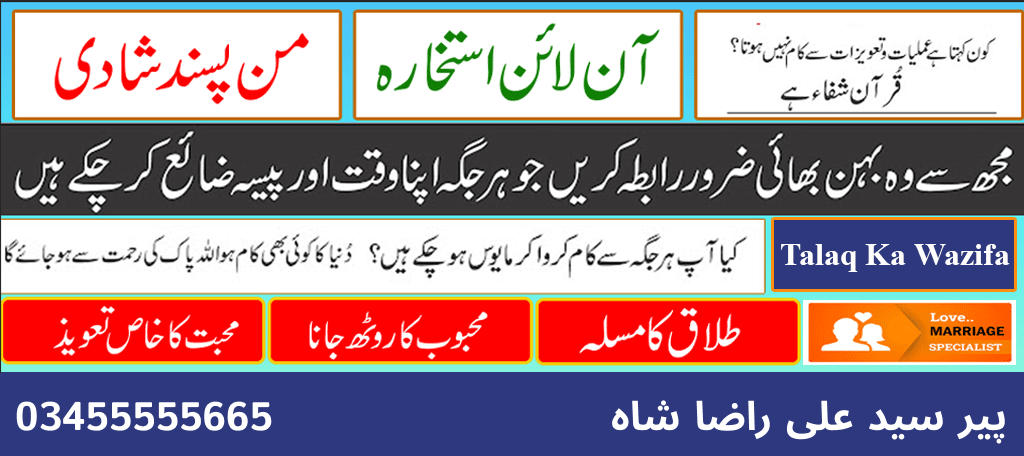 کون کہتا ہے عملیات و تعویزات سے کام نہیں ہوتا؟
قُرآن شفاء ہے
آن لائن استخارہ
من پسند شادی
مجھ سے وہ بہن بھائی ضرور رابطہ کریں جو ہر جگہ اپنا وقت اور پیسہ ضائع کر چکے ہیں
Talaq Ka Wazifa
کیا آپ ہر جگہ سے کام کروا کر مایوس ہو چکے ہیں؟ دُنیا کا کوئی بھی کام ہو اللہ پاک کی رحمت سے ہو جائے گا
Love..
MARRIAGE
SPECIALIST
طلاق کا مسلہ
محبوب کا روٹھ جانا
محبت کا خاص تعویذ
پیر سید علی راضا شاہ
03455555665